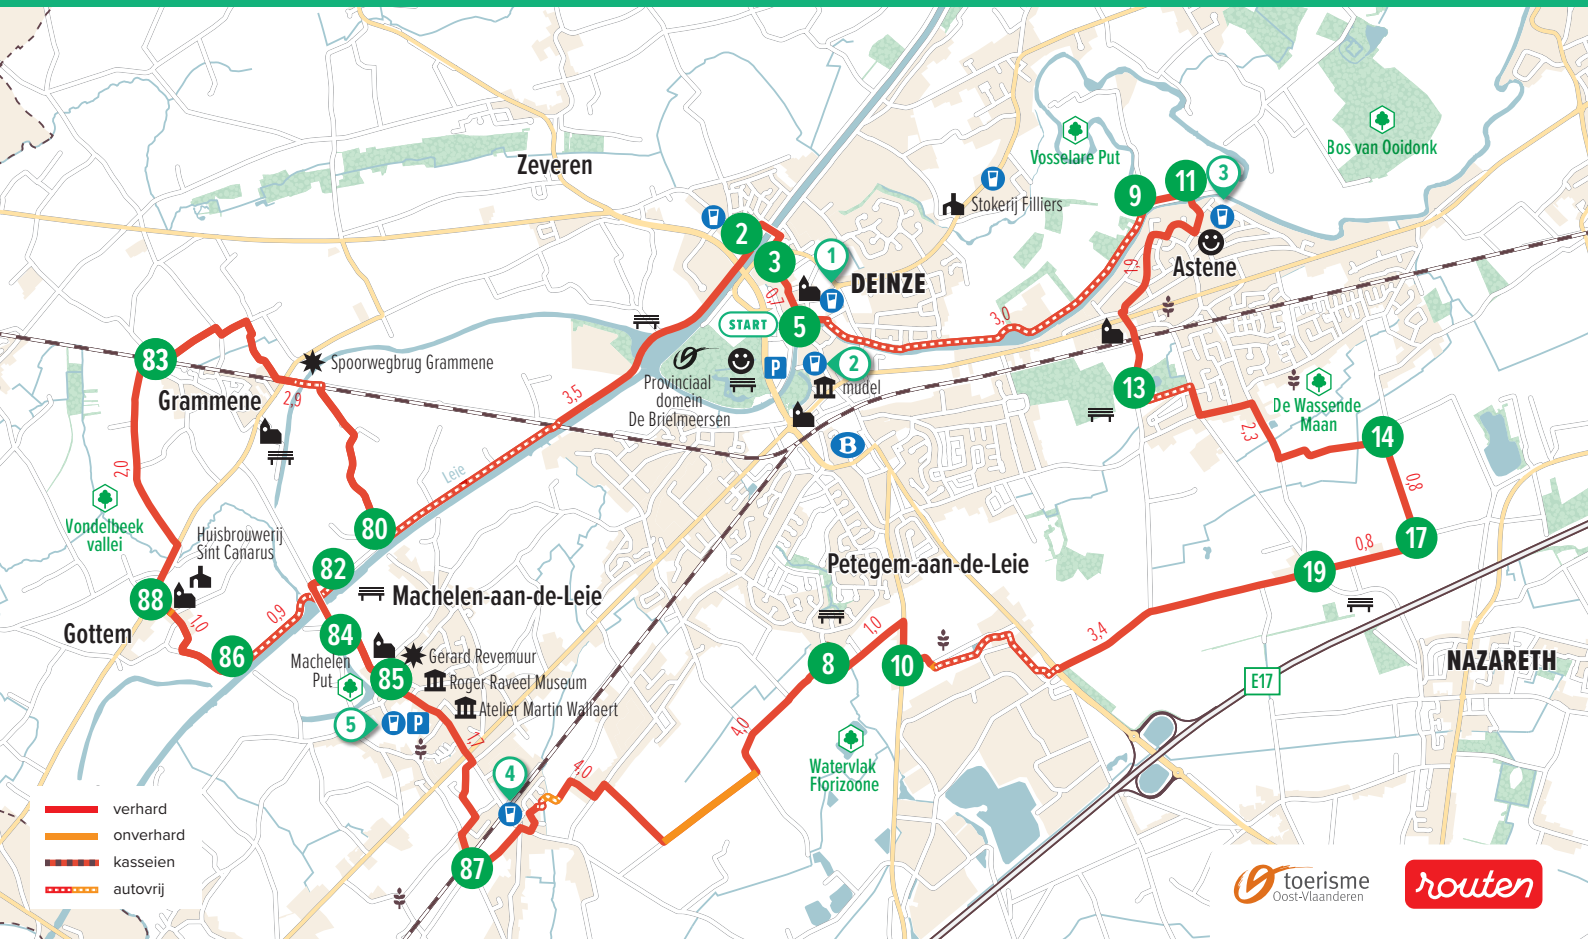 Zeveren
Vosselare Put
Bos van Ooidonk
Stokerij Filliers
9
11
3
2
3
1
DEINZE
Astene
1,9
0,7
START
5
3,0
2
P
mudel
Provinciaal
domein
De Brielmeersen
83
Spoorwegbrug Grammene
Grammene
2,9
3,5
13
De Wassende
Maan
2,3
14
0,8
B
2,0
Leie
Vondelbeek
vallei
Huisbrouwerij
Sint Canarus
80
17
0,8
19
82
Machelen-aan-de-Leie
Petegem-aan-de-Leie
88
1,0
0,9
Gottem
86
84
Machelen
Put
Gerard Revemuur
85
Roger Raveel Museum
Atelier Martin Wallaert
5
P
1,7
1,0
8
10
3,4
NAZARETH
E17
4,0
4,0
4
Watervlak
Florizoone
87
verhard
onverhard
kasseien
autovrij
toerisme
Oost-Vlaanderen
routen